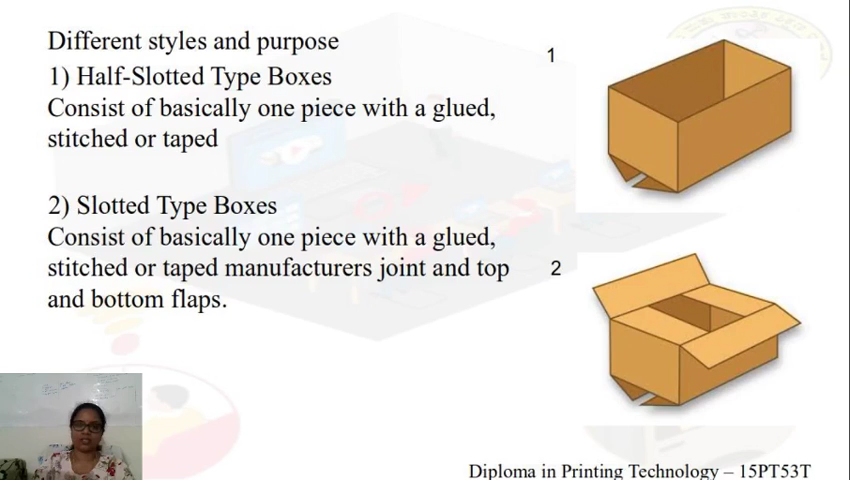 Different styles and purpose
1) Half-Slotted Type Boxes
Consist of basically one piece with a glued,
stitched or taped
2) Slotted Type Boxes
Consist of basically one piece with a glued,
stitched or taped manufacturers joint and top
and bottom flaps.
1
2
Diploma in Printing Technology – 15PT53T